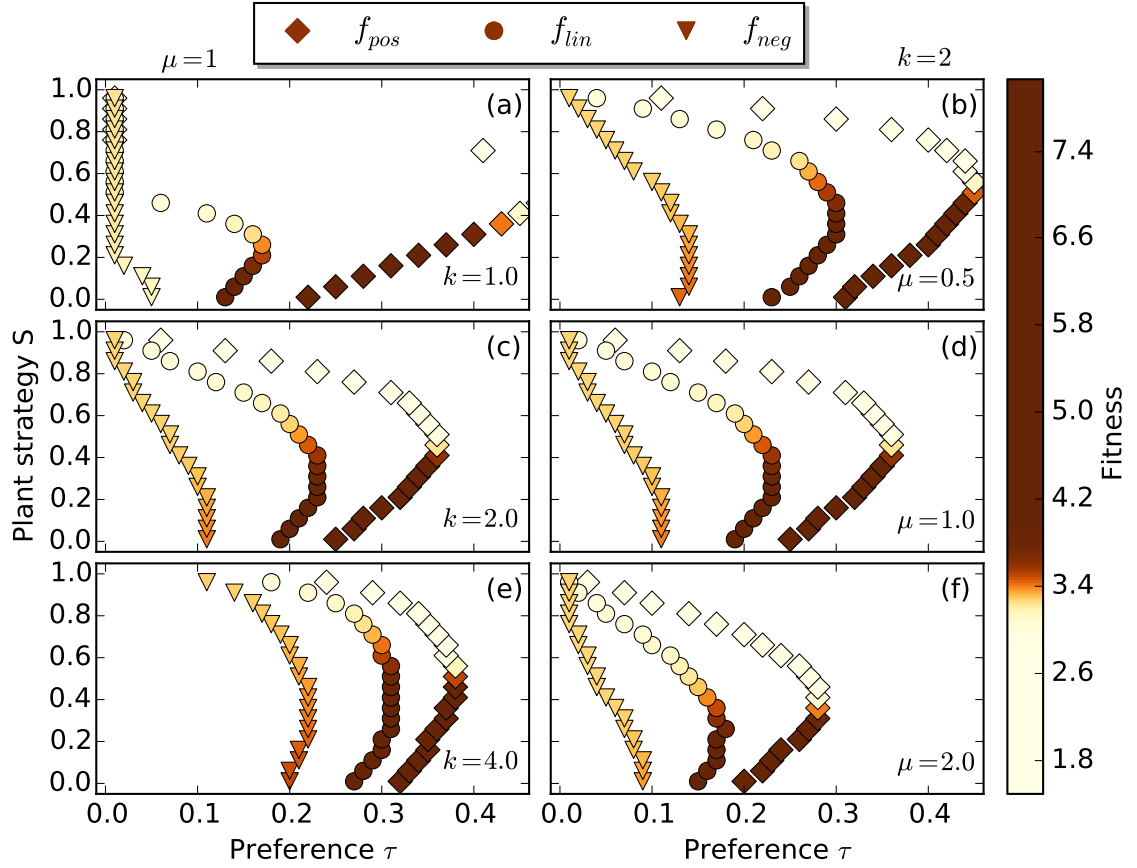 f_pos f_lin f_neg
μ=1 k=2
1.0 (a)
0.8
0.6
0.4
0.2 k=1.0
0.0
(b)
μ=0.5
1.0 (c)
0.8
0.6
0.4
0.2 k=2.0
0.0
(d)
μ=1.0
1.0 (e)
0.8
0.6
0.4
0.2 k=4.0
0.0
(f)
μ=2.0
0.0 0.1 0.2 0.3 0.4
0.0 0.1 0.2 0.3 0.4
Preference τ
Preference τ
Plant strategy S
7.4
6.6
5.8
5.0
4.2
3.4
2.6
1.8
Fitness